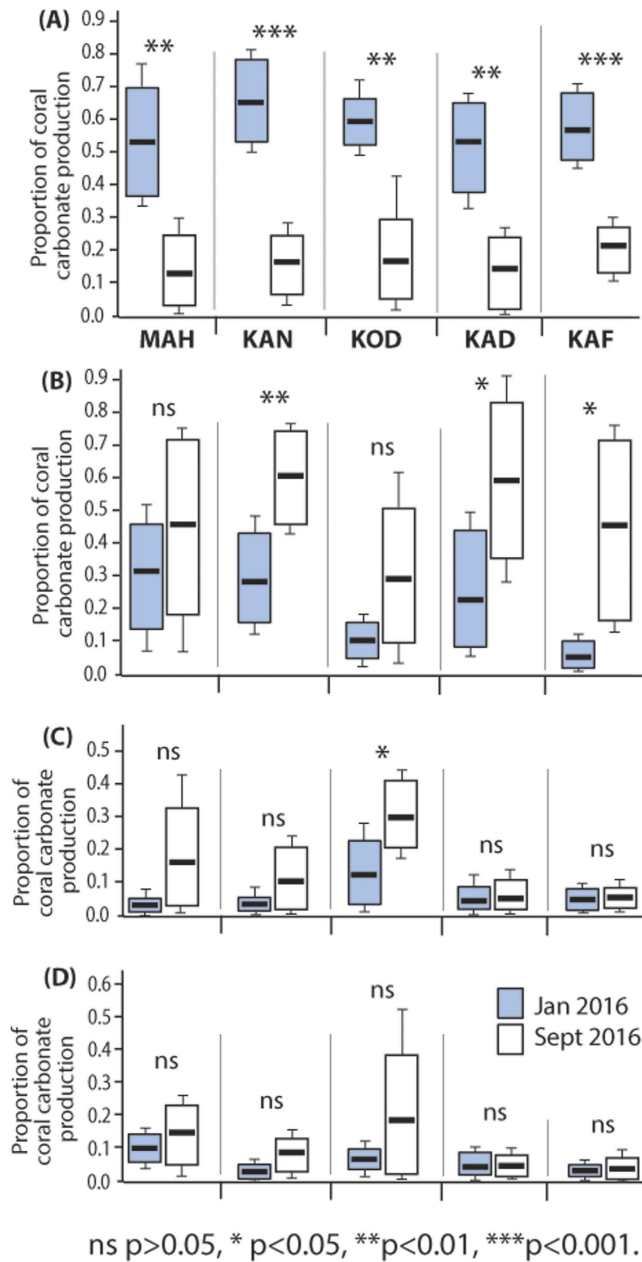 (A)
Proportion of coral
carbonate production
0.9
0.8
0.7
0.6
0.5
0.4
0.3
0.2
0.1
0.0
**
***
**
**
***
MAH KAN KOD KAD KAF
(B)
Proportion of coral
carbonate production
0.9
0.8
0.7
0.6
0.5
0.4
0.3
0.2
0.1
0.0
ns
**
ns
*
*
(C)
Proportion of
coral carbonate
production
0.5
0.4
0.3
0.2
0.1
0.0
ns
ns
*
ns
ns
(D)
Proportion of
coral carbonate
production
0.6
0.5
0.4
0.3
0.2
0.1
0.0
ns
ns
ns
ns
ns
Jan 2016
Sept 2016
ns p>0.05, * p<0.05, **p<0.01, ***p<0.001.